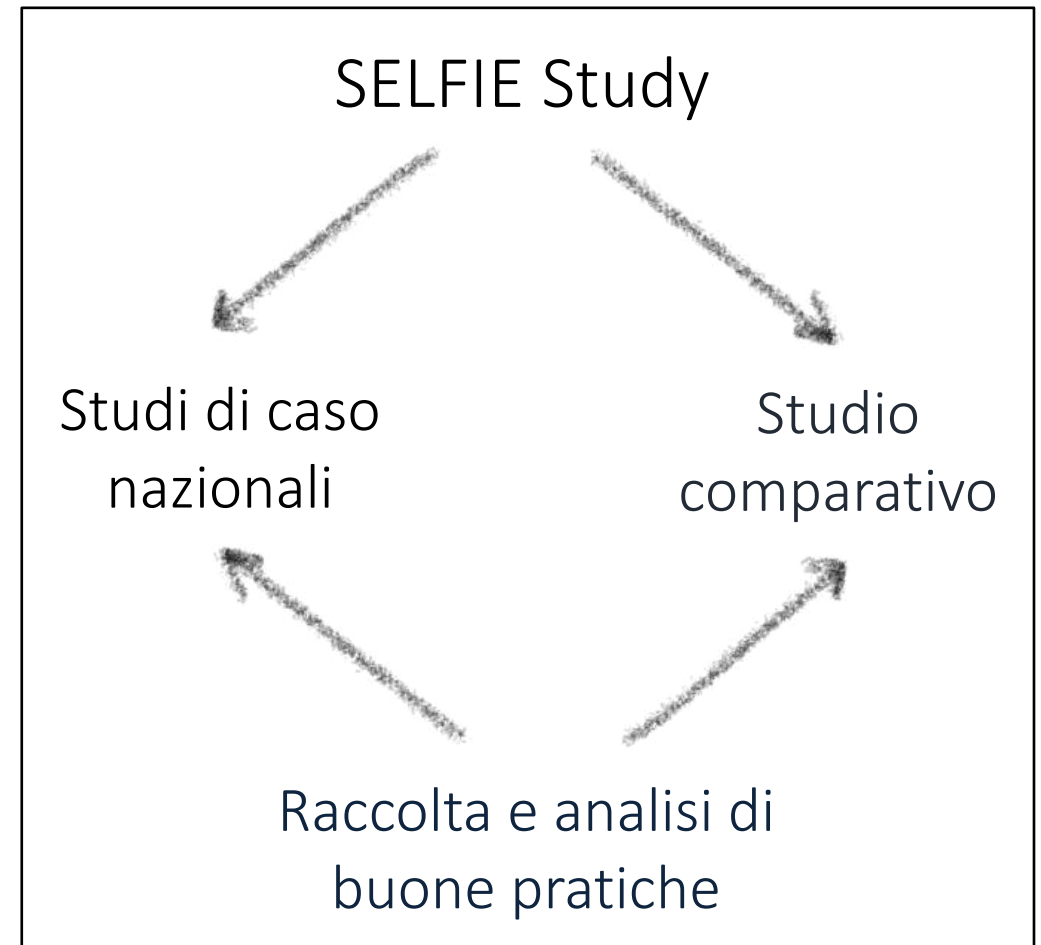 SELFIE Study
Studi di caso
nazionali
Studio
comparativo
Raccolta e analisi di
buone pratiche